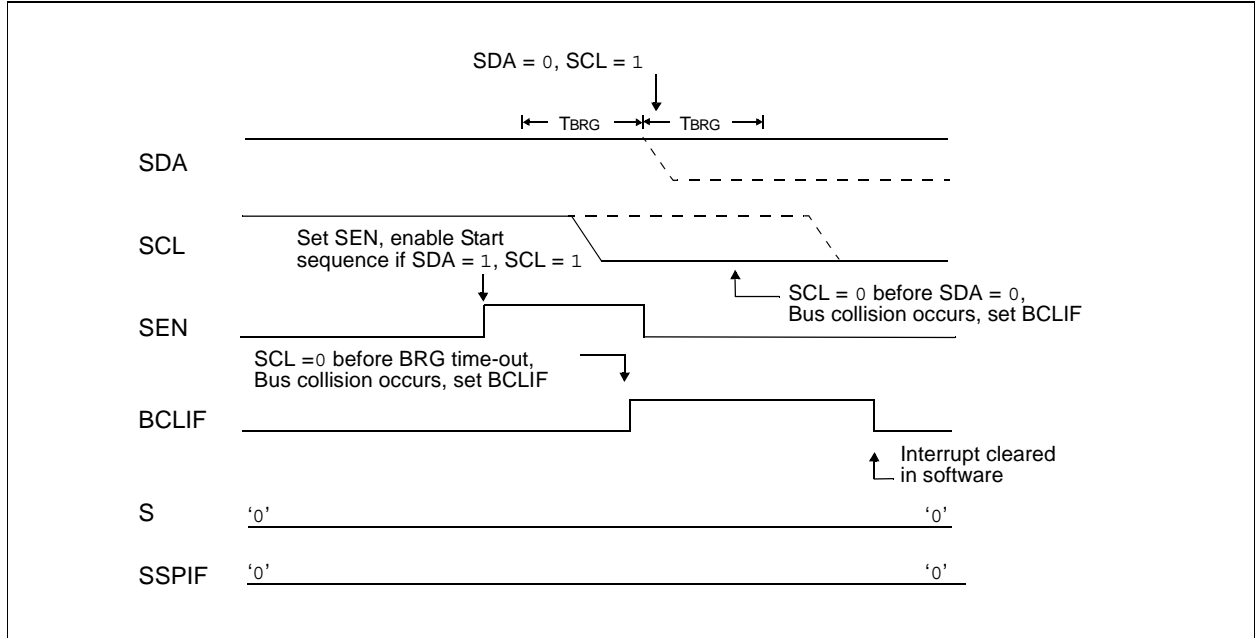 SDA = 0, SCL = 1
TBRG TBRG
SDA
SCL
Set SEN, enable Start
sequence if SDA = 1, SCL = 1
SCL = 0 before SDA = 0,
Bus collision occurs, set BCLIF
SEN
SCL =0 before BRG time-out,
Bus collision occurs, set BCLIF
BCLIF
Interrupt cleared
in software
S ‘0’ ‘0’
SSPIF ‘0’ ‘0’